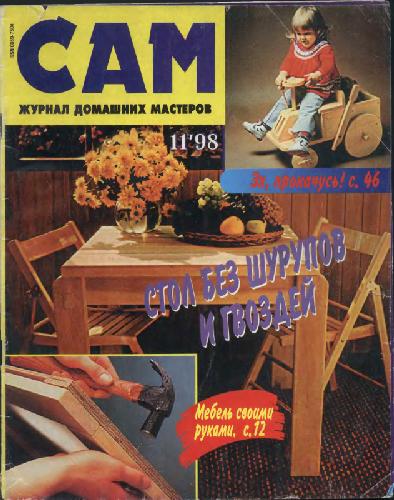 САМ
ЖУРНАЛ ДОМАШНИХ МАСТЕРОВ
11'98
Эх, прокачусь! с. 46
СТОЛ БЕЗ ШУРУПОВ
И ГВОЗДЕЙ
Мебель своими
руками, с.12